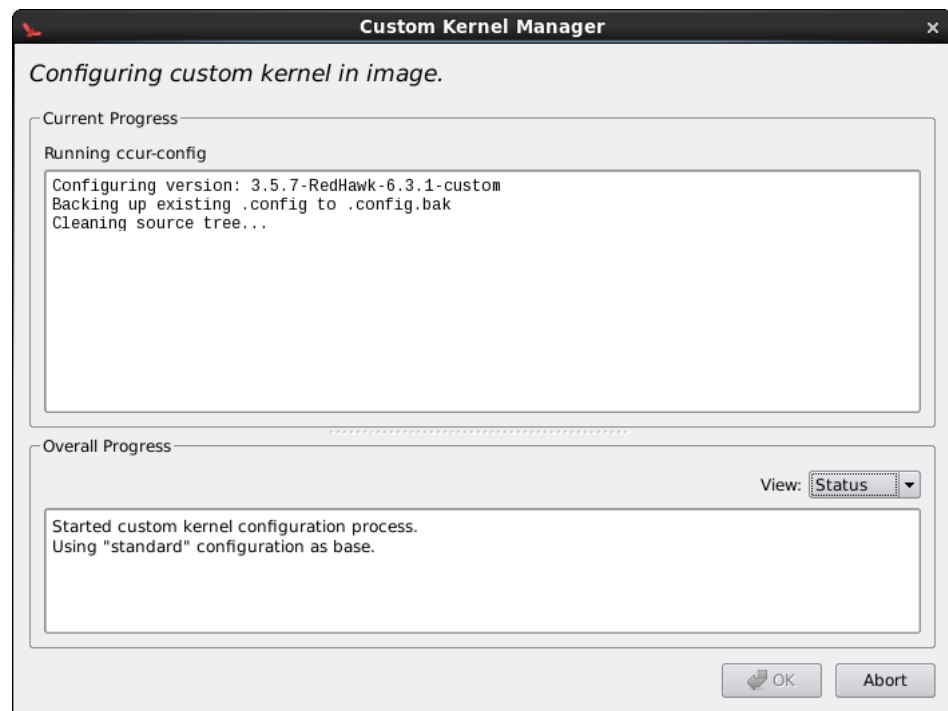 Custom Kernel Manager
Configuring custom kernel in image.
Current Progress
Running ccur-config
Configuring version: 3.5.7-RedHawk-6.3.1-custom
Backing up existing .config to .config.bak
Cleaning source tree...
Overall Progress
View: Status
Started custom kernel configuration process.
Using "standard" configuration as base.
OK Abort